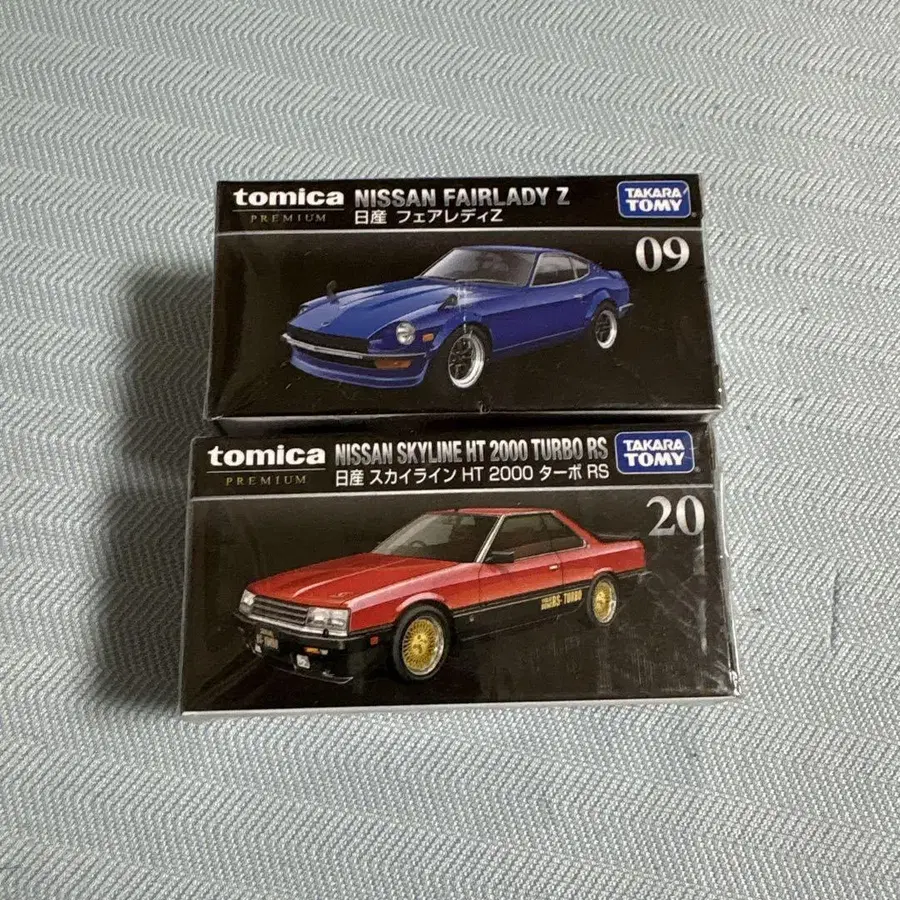 tomica
PREMIUM
NISSAN FAIRLADY Z
日産 フェアレディZ
TAKARA
TOMY
09
tomica
PREMIUM
NISSAN SKYLINE HT 2000 TURBO RS
日産 スカイライン HT 2000 ターボ RS
TAKARA
TOMY
20
RS-TURBO